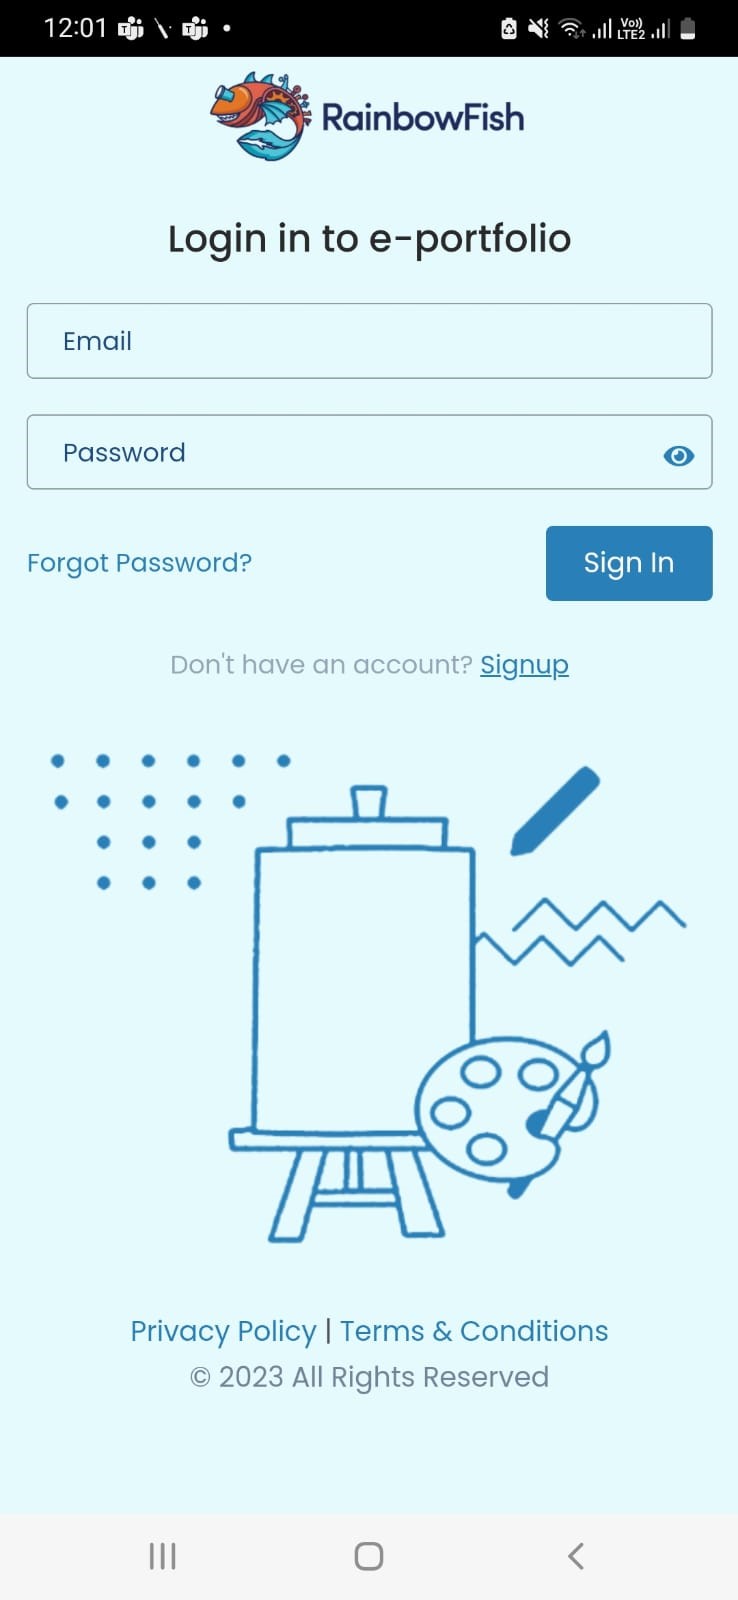 12:01
Vo))
LTE2
RainbowFish
Login in to e-portfolio
Email
Password
Forgot Password?
Sign In
Don't have an account? Signup
Privacy Policy | Terms & Conditions
© 2023 All Rights Reserved